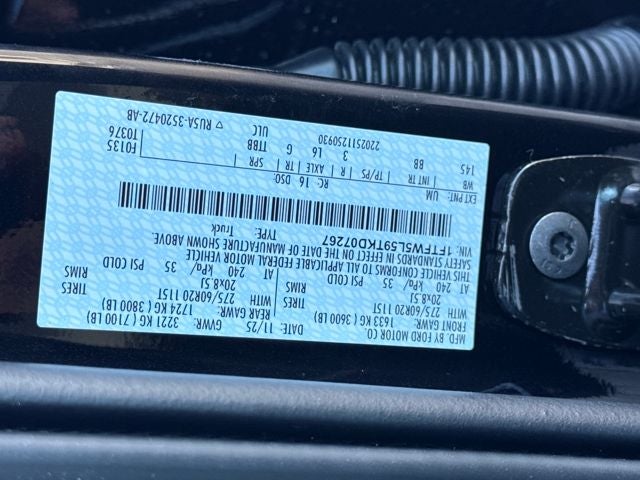 MFD. BY FORD MOTOR CO.
DATE: 11/25 GVWR: 3221 KG ( 7100 LB)
FRONT GAWR: REAR GAWR:
1633 KG ( 3600 LB) 1724 KG ( 3800 LB)
WITH TIRES WITH TIRES
275/60R20 115T 275/60R20 115T
20x8.5J RIMS 20x8.5J RIMS
AT 240 kPa/ 35 PSI COLD AT 240 kPa/ 35 PSI COLD
THIS VEHICLE CONFORMS TO ALL APPLICABLE FEDERAL MOTOR VEHICLE
SAFETY STANDARDS IN EFFECT ON THE DATE OF MANUFACTURE SHOWN ABOVE.
VIN: 1FTFW5L59TKD07267 TYPE: Truck
EXT PNT: UM RC: 16 DSO: F0135
WB INT TR TP/PS R AXLE TR SPR T0376
145 BB 3 L6 G TTBB ULC
2202511250930 RUSA-3520472-AB